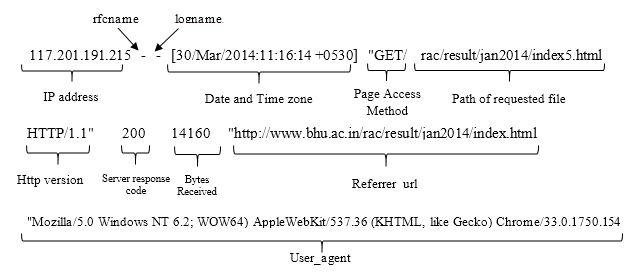 rfcname logname
117.201.191.215 - - [30/Mar/2014:11:16:14 +0530] "GET/ rac/result/jan2014/index5.html
IP address Date and Time zone Page Access Method Path of requested file
HTTP/1.1" 200 14160 "http://www.bhu.ac.in/rac/result/jan2014/index.html
Http version Server response code Bytes Received Referrer url
"Mozilla/5.0 Windows NT 6.2; WOW64) AppleWebKit/537.36 (KHTML, like Gecko) Chrome/33.0.1750.154
User_agent